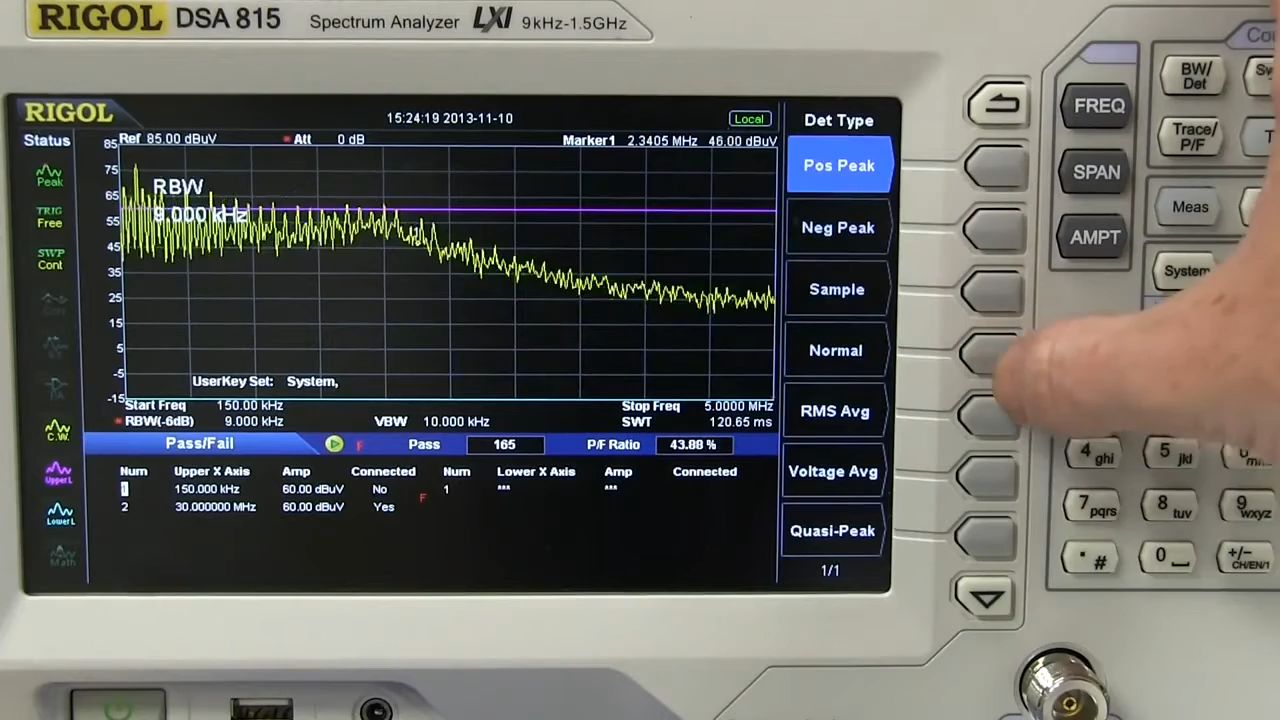 RIGOL DSA 815 Spectrum Analyzer LXI 9kHz-1.5GHz
RIGOL 15:24:19 2013-11-10 Local
Status
Ref 85.00 dBuV Att 0 dB Marker1 2.3405 MHz 46.00 dBuV
85
75
65
55
45
35
25
15
5
-5
-15
RBW
9.000 kHz
Peak
TRIG
Free
SWP
Cont
C.W.
UpperL
LowerL
Math
UserKey Set: System,
Start Freq 150.00 kHz Stop Freq 5.0000 MHz
RBW(-6dB) 9.000 kHz VBW 10.000 kHz SWT 120.65 ms
Pass/Fail F Pass 165 P/F Ratio 43.88 %
Num Upper X Axis Amp Connected Num Lower X Axis Amp Connected
1 150.000 kHz 60.00 dBuV No F 1 *** ***
2 30.000000 MHz 60.00 dBuV Yes
Det Type
Pos Peak
Neg Peak
Sample
Normal
RMS Avg
Voltage Avg
Quasi-Peak
1/1
FREQ
SPAN
AMPT
BW/
Det
Trace/
P/F
Meas
System
4 ghi 5 jkl
7 pqrs 8 tuv 9 wxyz
. # 0 +/-
CH/EN/1